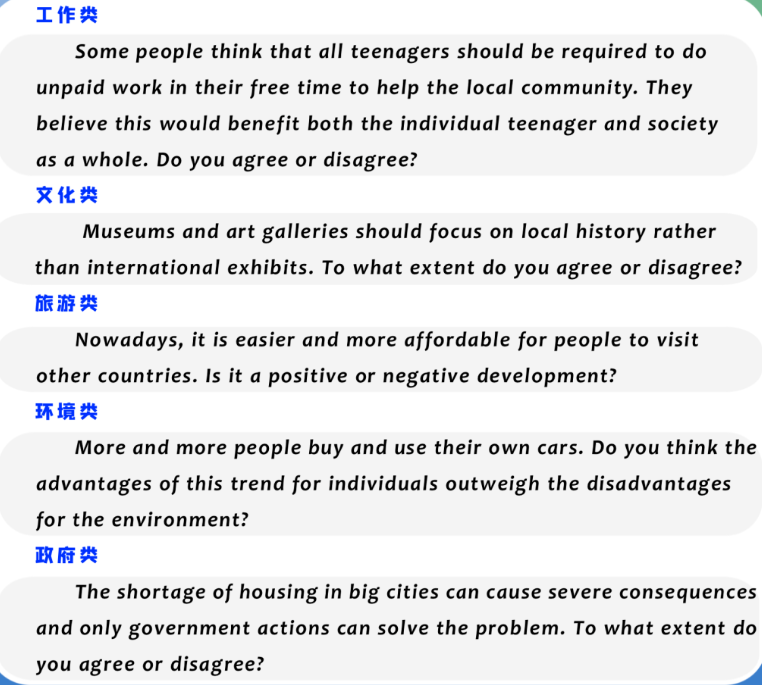 工作类
Some people think that all teenagers should be required to do
unpaid work in their free time to help the local community. They
believe this would benefit both the individual teenager and society
as a whole. Do you agree or disagree?
文化类
Museums and art galleries should focus on local history rather
than international exhibits. To what extent do you agree or disagree?
旅游类
Nowadays, it is easier and more affordable for people to visit
other countries. Is it a positive or negative development?
环境类
More and more people buy and use their own cars. Do you think the
advantages of this trend for individuals outweigh the disadvantages
for the environment?
政府类
The shortage of housing in big cities can cause severe consequences
and only government actions can solve the problem. To what extent do
you agree or disagree?